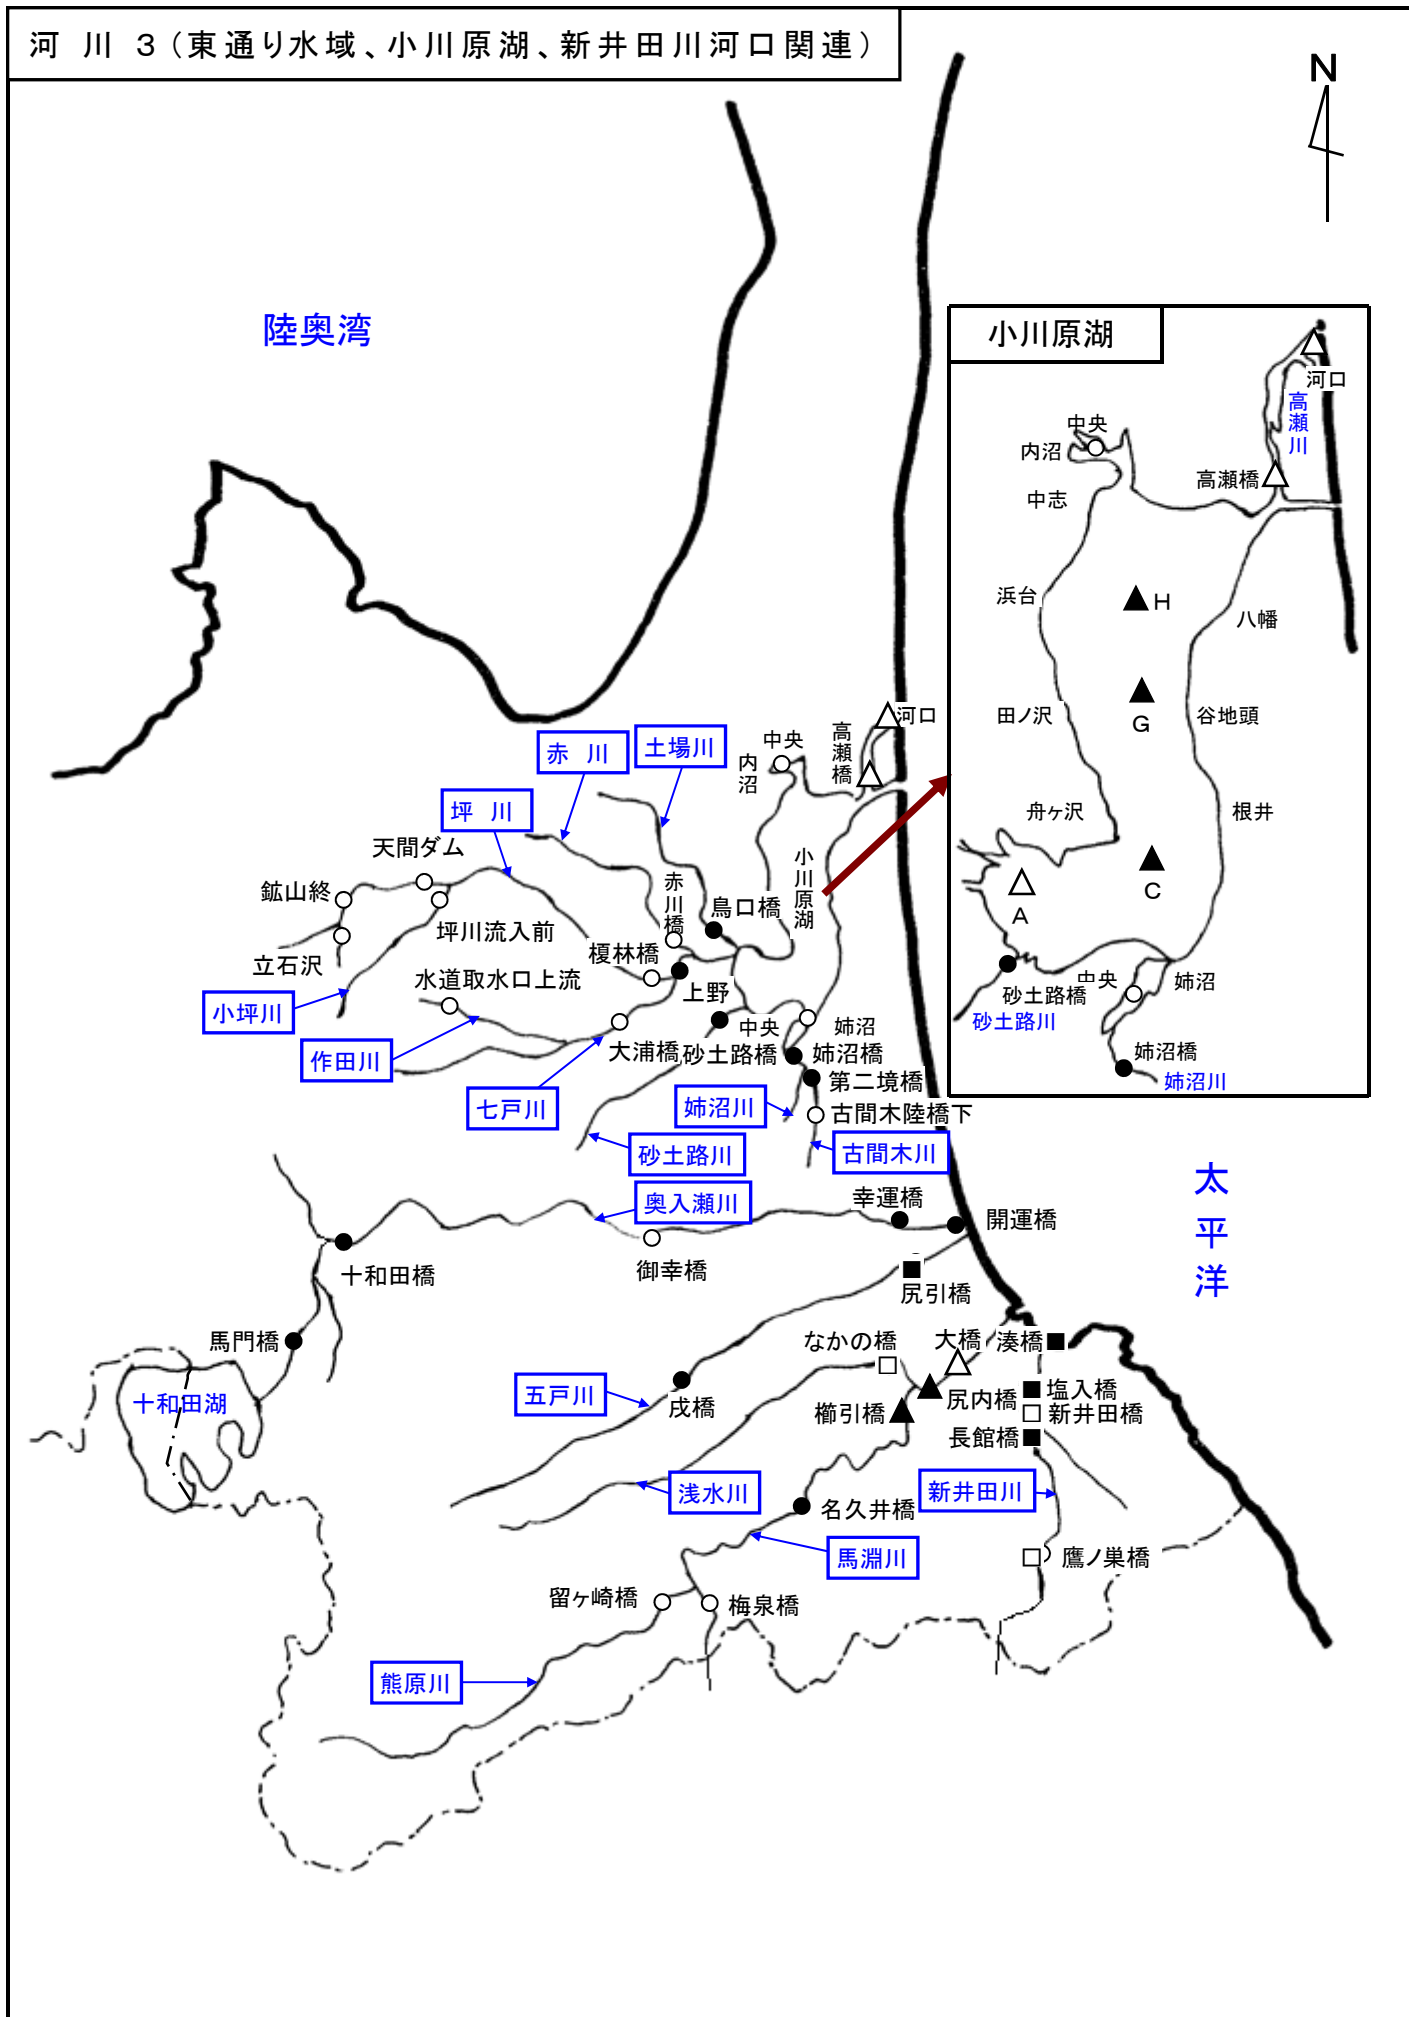 河 川 3（東通り水域、小川原湖、新井田川河口関連）
N
陸奥湾
小川原湖
河口
高瀬川
中央
内沼
高瀬橋
中志
浜台
H
八幡
G
田ノ沢
谷地頭
舟ヶ沢
根井
C
A
砂土路橋
中央
姉沼
砂土路川
姉沼橋
姉沼川
河口
高瀬橋
中央
内沼
土場川
赤 川
坪 川
天間ダム
小川原湖
赤川橋
鳥口橋
鉱山終
坪川流入前
榎林橋
立石沢
水道取水口上流
上野
小坪川
作田川
大浦橋
砂土路橋
中央
姉沼
姉沼橋
第二境橋
七戸川
姉沼川
古間木陸橋下
砂土路川
古間木川
太平洋
奥入瀬川
幸運橋
開運橋
十和田橋
御幸橋
尻引橋
馬門橋
なかの橋
大橋
湊橋
十和田湖
五戸川
戌橋
櫛引橋
尻内橋
塩入橋
新井田橋
長館橋
浅水川
新井田川
名久井橋
馬淵川
鷹ノ巣橋
留ヶ崎橋
梅泉橋
熊原川